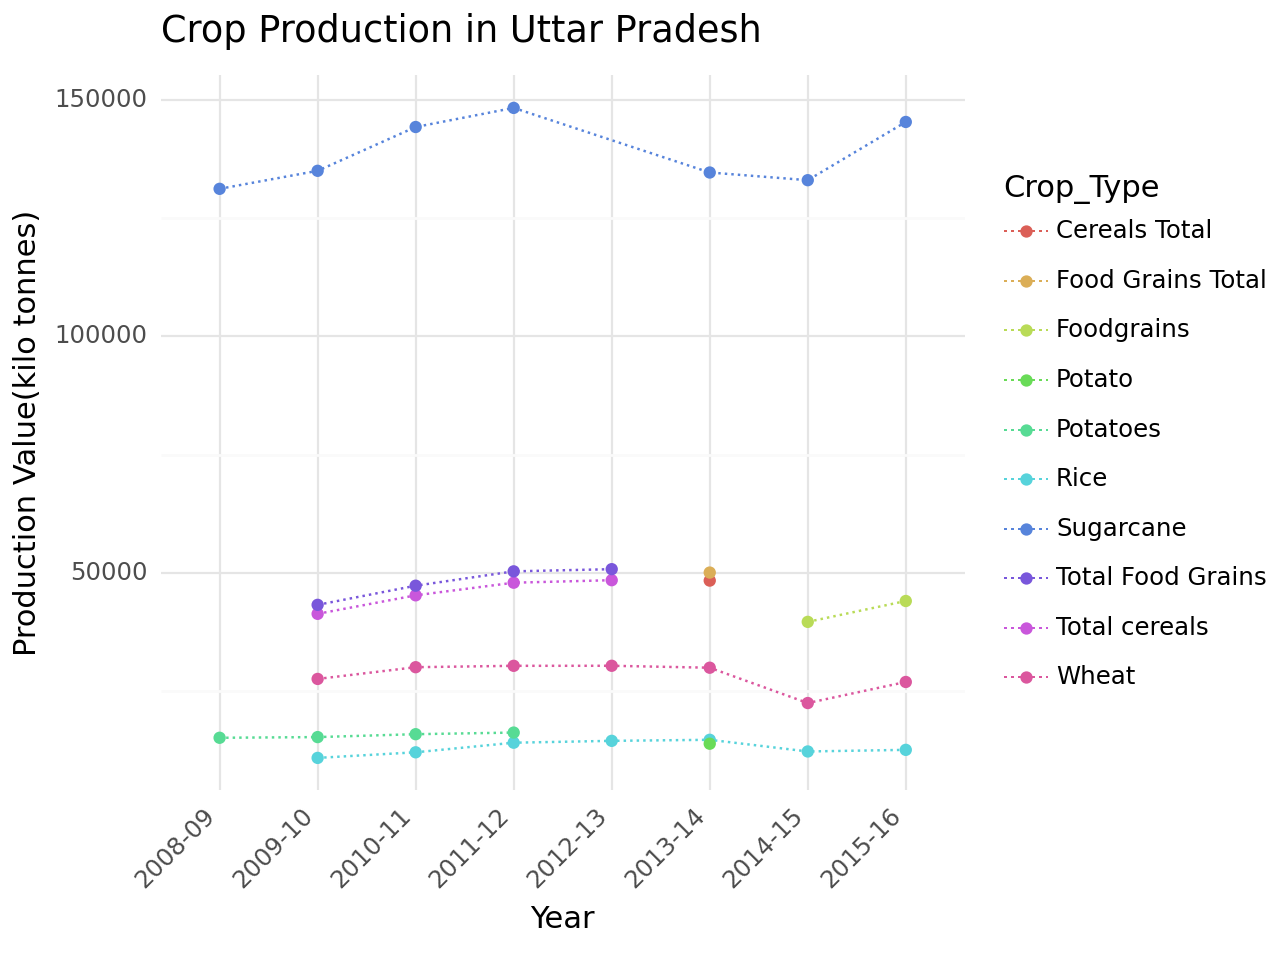 Crop Production in Uttar Pradesh
150000
100000
50000
Production Value(kilo tonnes)
2008-09
2009-10
2010-11
2011-12
2012-13
2013-14
2014-15
2015-16
Year
Crop_Type
Cereals Total
Food Grains Total
Foodgrains
Potato
Potatoes
Rice
Sugarcane
Total Food Grains
Total cereals
Wheat